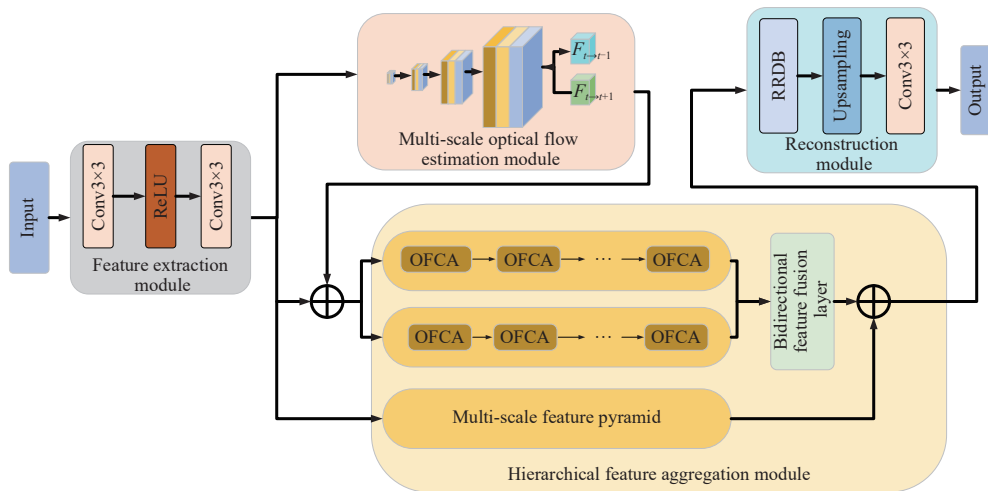 Input
Conv3×3
ReLU
Conv3×3
Feature extraction
module
F t→t−1
F t→t+1
Multi-scale optical flow
estimation module
RRDB
Upsampling
Conv3×3
Reconstruction
module
Output
OFCA
OFCA
...
OFCA
OFCA
OFCA
...
OFCA
Bidirectional
feature fusion
layer
Multi-scale feature pyramid
Hierarchical feature aggregation module